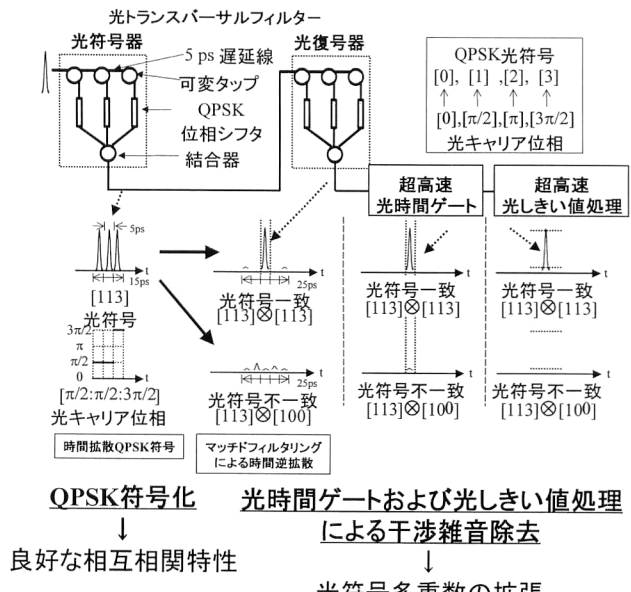 光トランスバーサルフィルター
光符号器
5 ps 遅延線
可変タップ
QPSK
位相シフタ
結合器
光復号器
QPSK光符号
[0], [1] ,[2], [3]
[0],[π/2],[π],[3π/2]
光キャリア位相
超高速
光時間ゲート
超高速
光しきい値処理
5ps
t
15ps
[113]
光符号
3π/2
π
π/2
0
t
[π/2:π/2:3π/2]
光キャリア位相
時間拡散QPSK符号
t
25ps
光符号一致
[113]⊗[113]
t
25ps
光符号不一致
[113]⊗[100]
マッチドフィルタリング
による時間逆拡散
t
光符号一致
[113]⊗[113]
t
光符号不一致
[113]⊗[100]
t
光符号一致
[113]⊗[113]
t
光符号不一致
[113]⊗[100]
QPSK符号化
↓
良好な相互相関特性
光時間ゲートおよび光しきい値処理
による干渉雑音除去
↓
光符号多重数の拡張